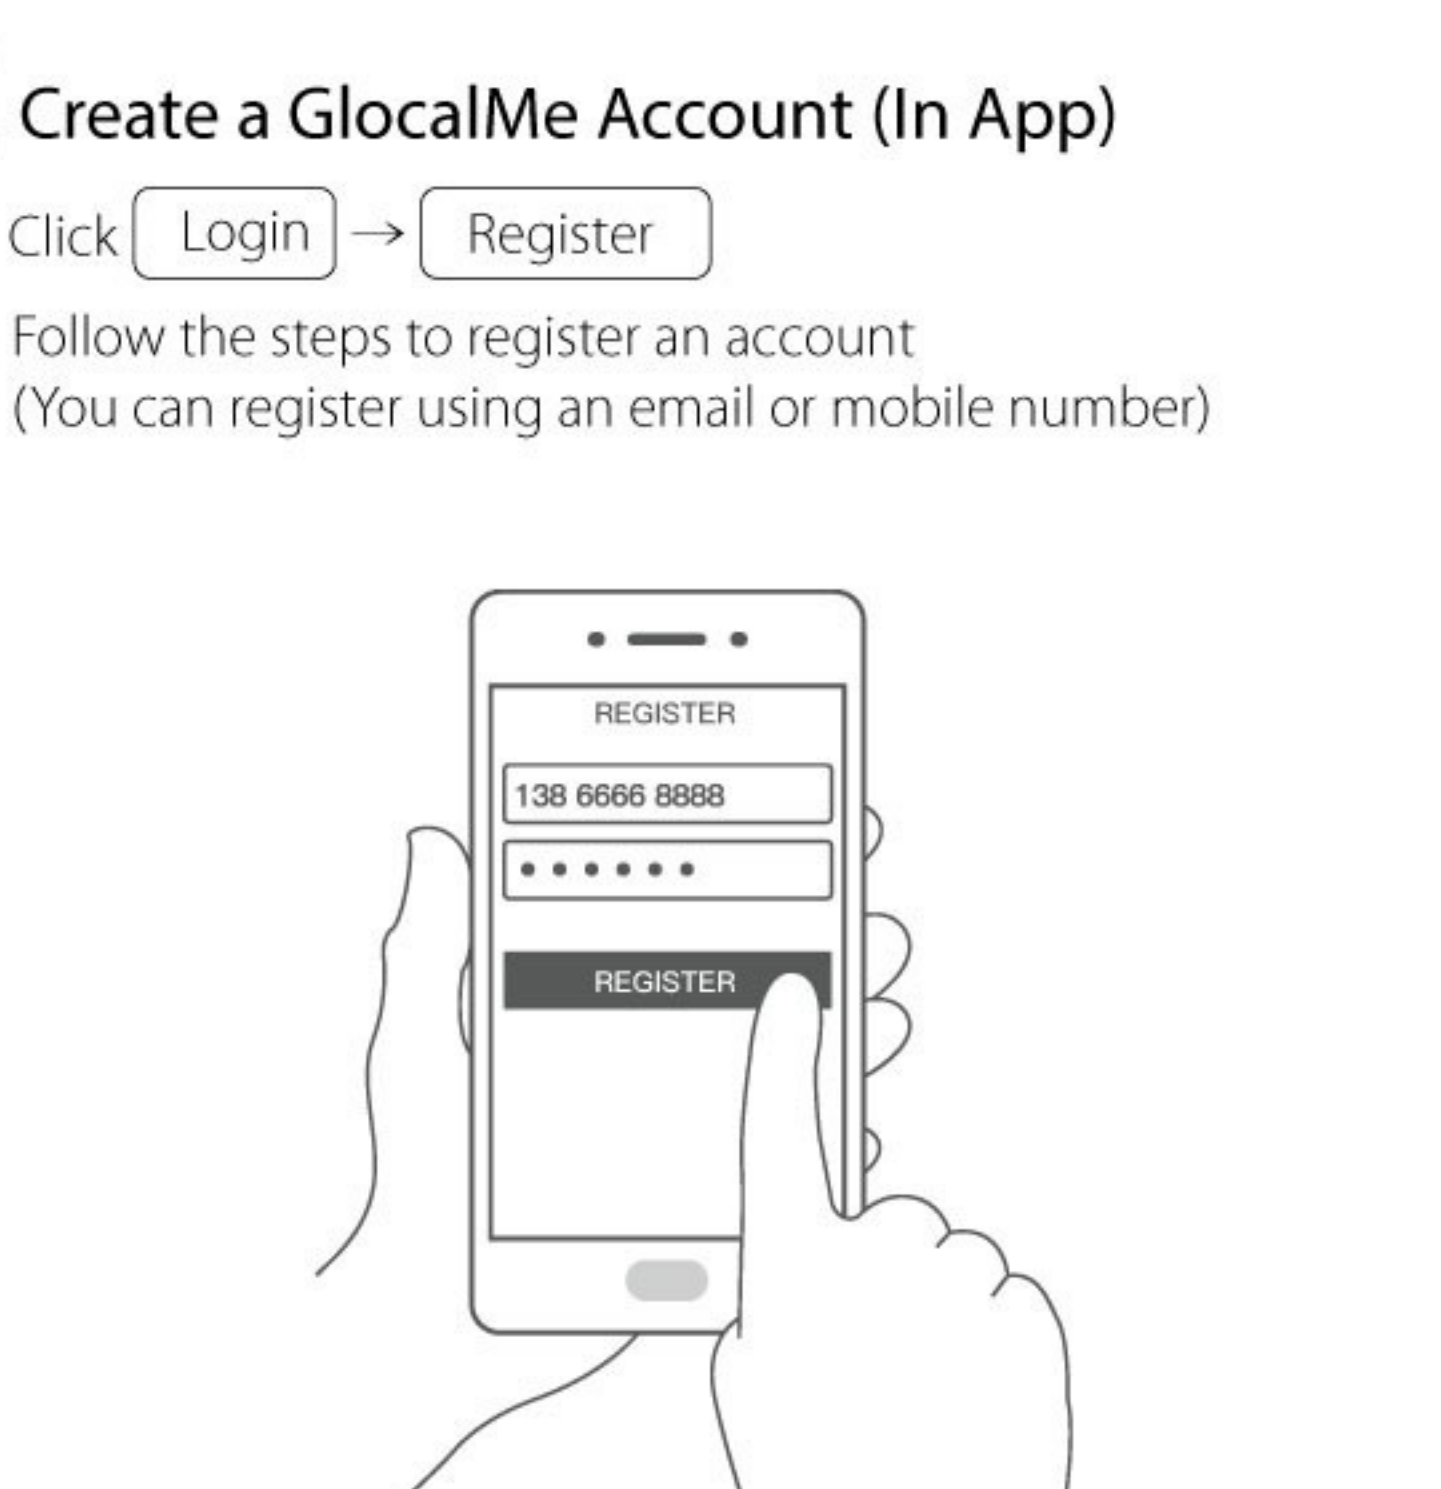 Create a GlocalMe Account (In App)
Click Login → Register
Follow the steps to register an account
(You can register using an email or mobile number)
REGISTER
138 6666 8888
••••••
REGISTER